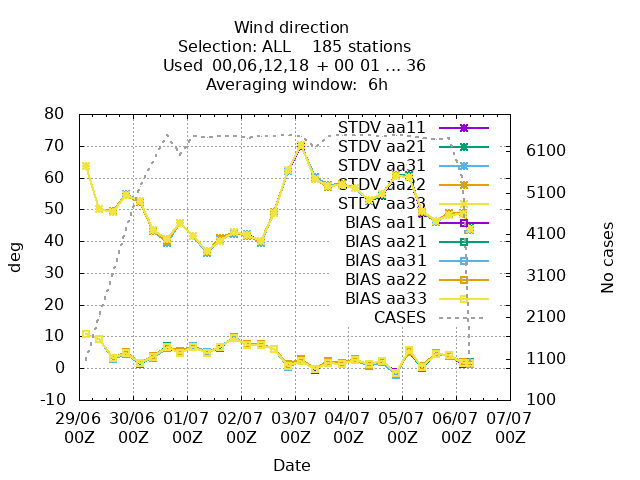 Wind direction
Selection: ALL    185 stations
Used 00,06,12,18 + 00 01 ... 36
Averaging window:  6h
80
70
60
50
40
30
20
10
0
-10
deg
6100
5100
4100
3100
2100
1100
100
No cases
STDV aa11
STDV aa21
STDV aa31
STDV aa22
STDV aa33
BIAS aa11
BIAS aa21
BIAS aa31
BIAS aa22
BIAS aa33
CASES
29/06 30/06 01/07 02/07 03/07 04/07 05/07 06/07 07/07
00Z 00Z 00Z 00Z 00Z 00Z 00Z 00Z 00Z
Date